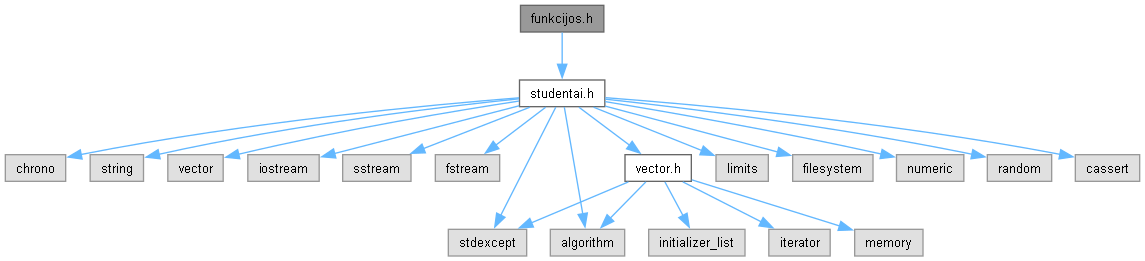 funkcijos.h
studentai.h
chrono
string
vector
iostream
sstream
fstream
vector.h
limits
filesystem
numeric
random
cassert
stdexcept
algorithm
initializer_list
iterator
memory